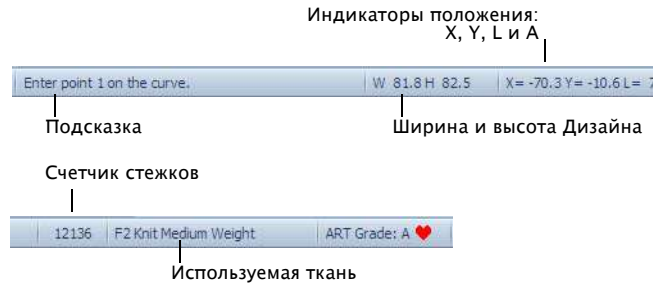 Индикаторы положения:
X, Y, L и A
Enter point 1 on the curve. W 81.8 H 82.5 X= -70.3 Y= -10.6 L= 7
Подсказка Ширина и высота Дизайна
Счетчик стежков
12136 F2 Knit Medium Weight ART Grade: A
Используемая ткань